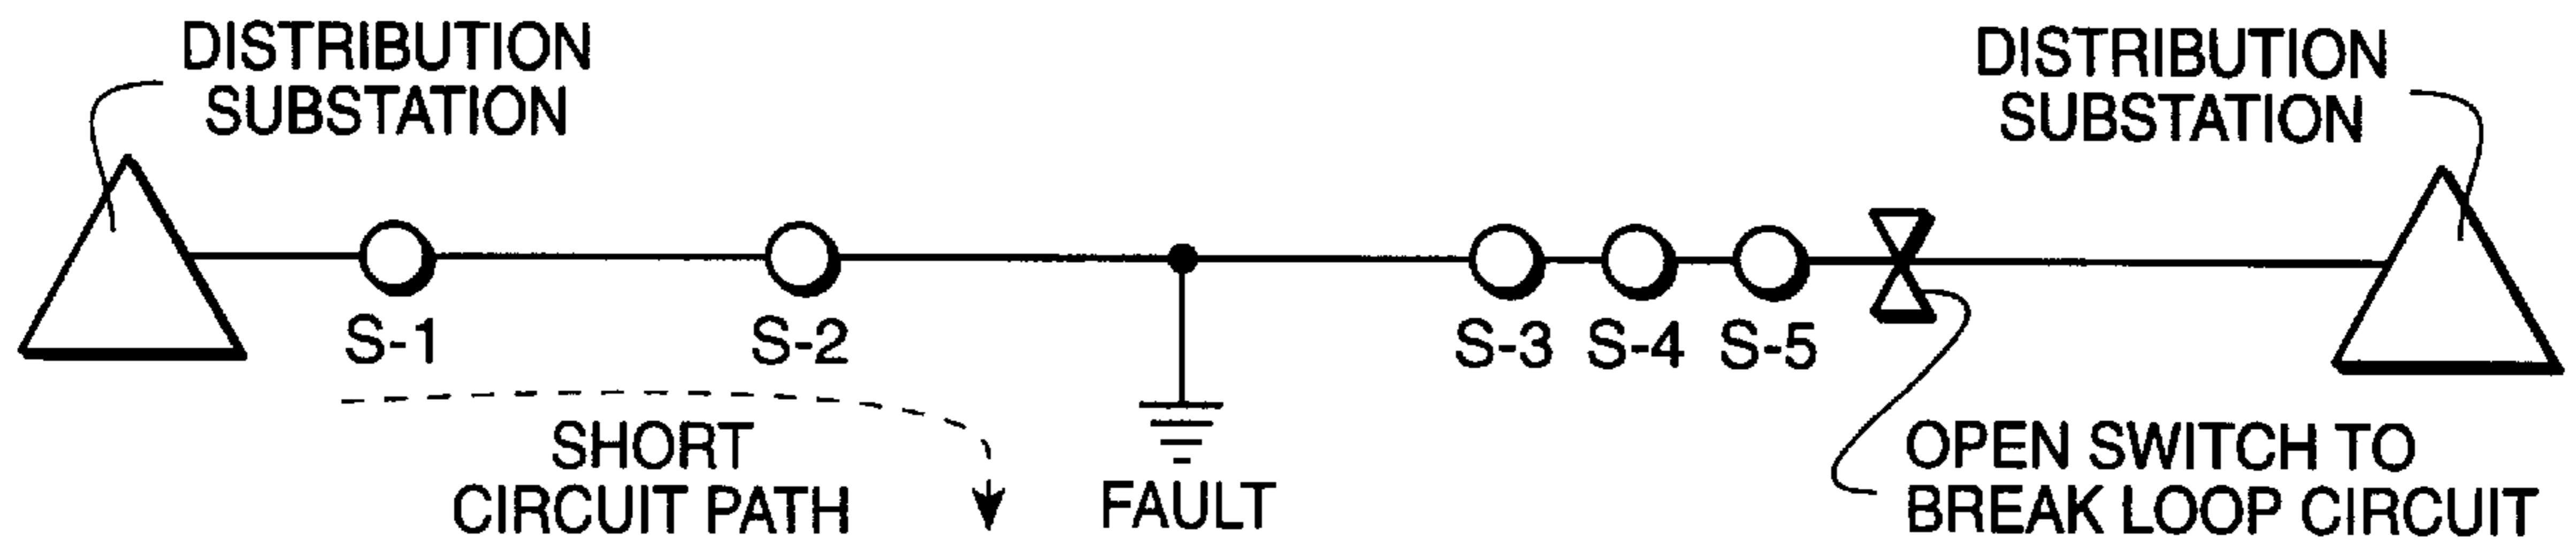 DISTRIBUTION
SUBSTATION
DISTRIBUTION
SUBSTATION
S-1
S-2
S-3
S-4
S-5
SHORT
CIRCUIT PATH
FAULT
OPEN SWITCH TO
BREAK LOOP CIRCUIT